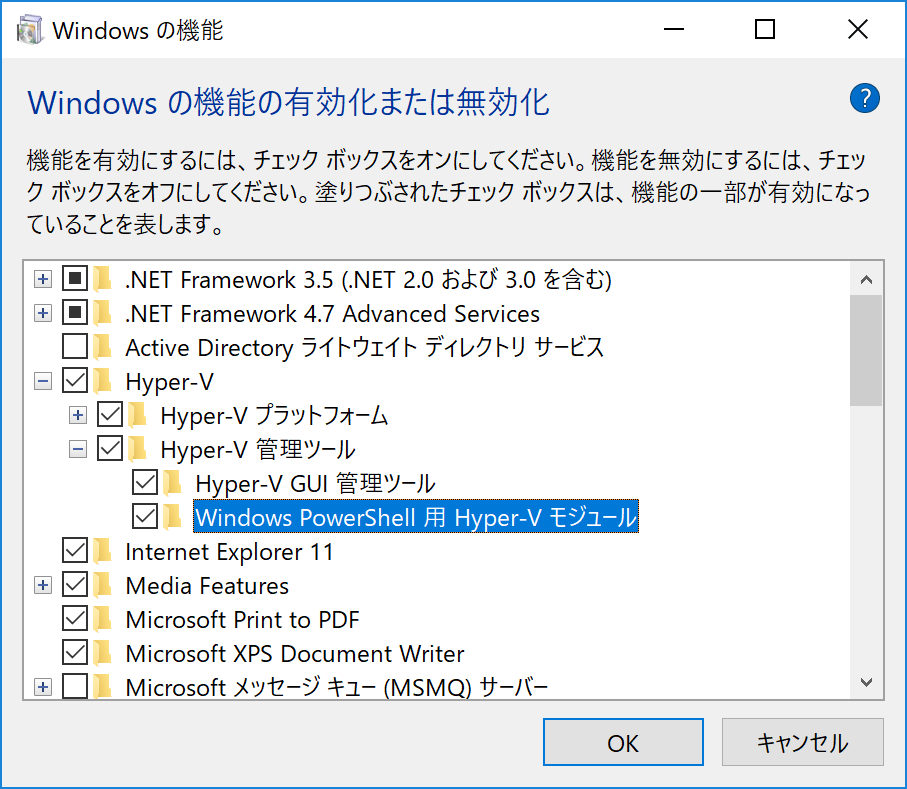 Windows の機能
Windows の機能の有効化または無効化
?
機能を有効にするには、チェック ボックスをオンにしてください。機能を無効にするには、チェッ
ク ボックスをオフにしてください。塗りつぶされたチェック ボックスは、機能の一部が有効になっ
ていることを表します。
.NET Framework 3.5 (.NET 2.0 および 3.0 を含む)
.NET Framework 4.7 Advanced Services
Active Directory ライトウェイト ディレクトリ サービス
Hyper-V
Hyper-V プラットフォーム
Hyper-V 管理ツール
Hyper-V GUI 管理ツール
Windows PowerShell 用 Hyper-V モジュール
Internet Explorer 11
Media Features
Microsoft Print to PDF
Microsoft XPS Document Writer
Microsoft メッセージ キュー (MSMQ) サーバー
OK
キャンセル